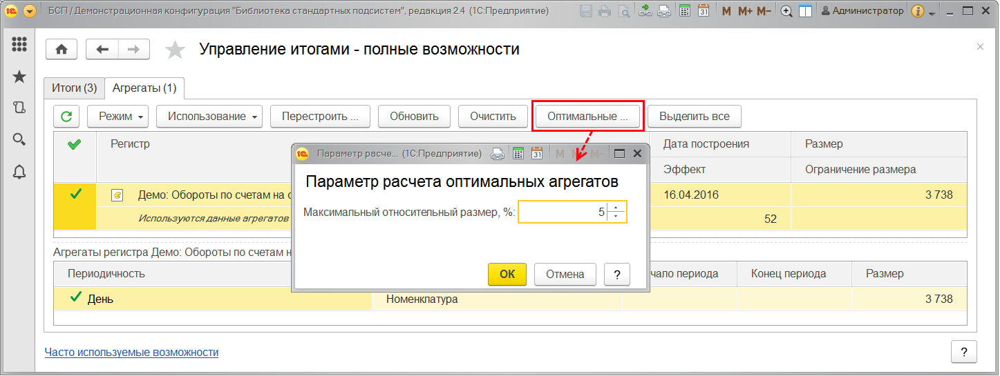 БСП / Демонстрационная конфигурация "Библиотека стандартных подсистем", редакция 2.4 (1С:Предприятие)
31 M M+ M- Администратор
Управление итогами - полные возможности
Итоги (3) Агрегаты (1)
Режим Использование Перестроить ... Обновить Очистить Оптимальные ... Выделить все
Регистр Дата построения Размер
Эффект Ограничение размера
Демо: Обороты по счетам на 16.04.2016 3 738
Используются данные агрегатов 52
Параметр расче... (1С:Предприятие) 31 M M+ M-
Параметр расчета оптимальных агрегатов
Максимальный относительный размер, %: 5
ОК Отмена ?
Агрегаты регистра Демо: Обороты по счетам
Периодичность чало периода Конец периода Размер
День Номенклатура 3 738
Часто используемые возможности ?